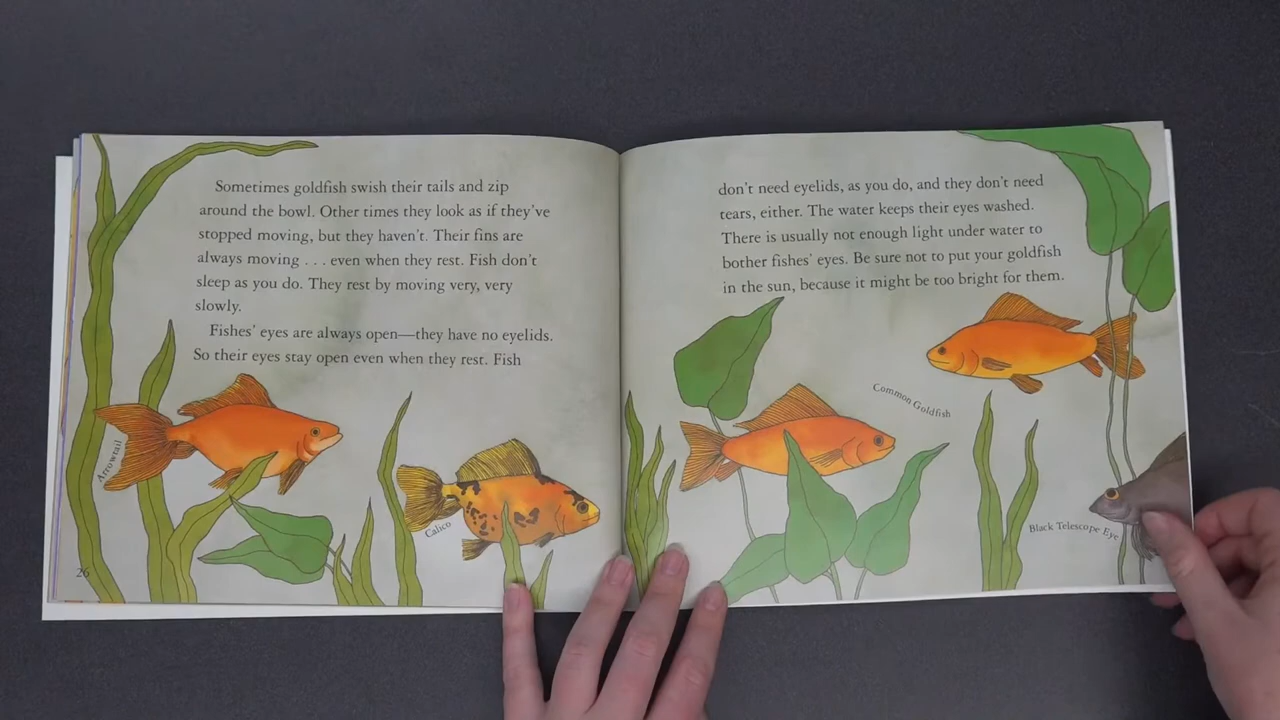 Sometimes goldfish swish their tails and zip
around the bowl. Other times they look as if they've
stopped moving, but they haven't. Their fins are
always moving . . . even when they rest. Fish don't
sleep as you do. They rest by moving very, very
slowly.
Fishes' eyes are always open—they have no eyelids.
So their eyes stay open even when they rest. Fish
Arrowtail
Calico
26
don't need eyelids, as you do, and they don't need
tears, either. The water keeps their eyes washed.
There is usually not enough light under water to
bother fishes' eyes. Be sure not to put your goldfish
in the sun, because it might be too bright for them.
Common Goldfish
Black Telescope Eye